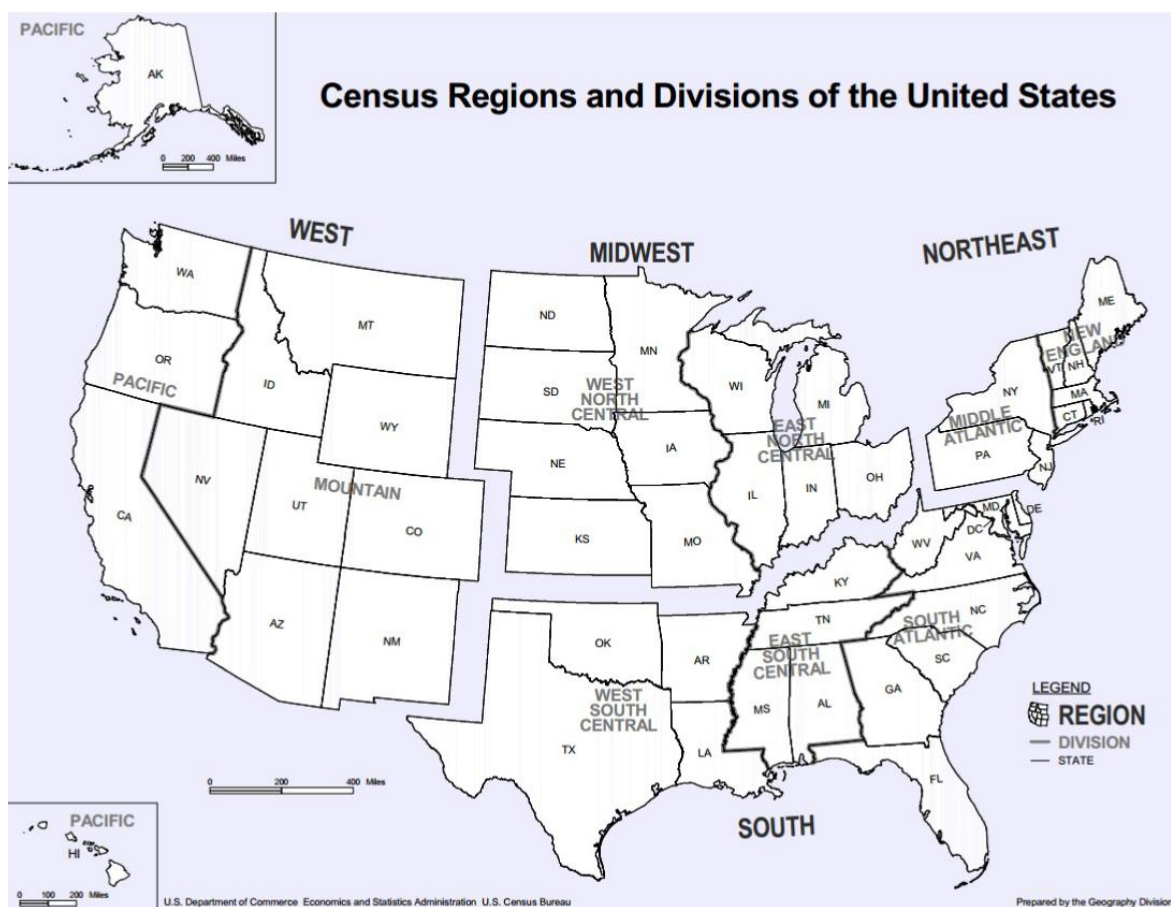 PACIFIC
AK
0 200 400 Miles
Census Regions and Divisions of the United States
WEST
MIDWEST
NORTHEAST
WA
MT
ND
MN
ME
OR
ID
SD
WI
MI
NY
VT
NH
NEW
ENGLAND
PACIFIC
WY
WEST
NORTH
CENTRAL
EAST
NORTH
CENTRAL
MIDDLE
ATLANTIC
MA
CT
RI
NE
IA
PA
NJ
NV
UT
MOUNTAIN
CO
CA
KS
MO
IL
IN
OH
MD
DE
DC
WV
VA
KY
AZ
NM
OK
AR
TN
NC
SOUTH
ATLANTIC
SC
EAST
SOUTH
CENTRAL
WEST
SOUTH
CENTRAL
MS
AL
GA
TX
LA
FL
LEGEND
REGION
DIVISION
STATE
0 200 400 Miles
SOUTH
PACIFIC
HI
0 100 200 Miles
U.S. Department of Commerce Economics and Statistics Administration U.S. Census Bureau
Prepared by the Geography Division